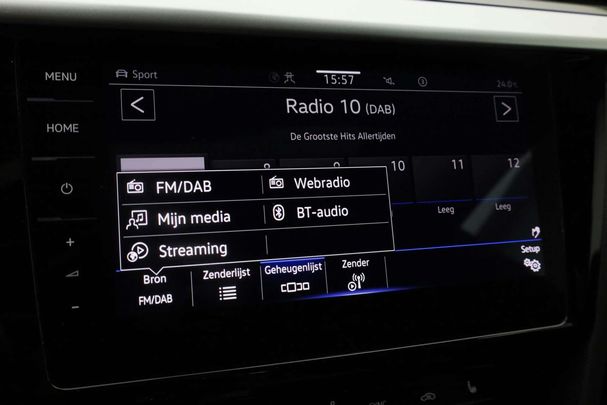 MENU
HOME
Sport
15:57
24.0°C
Radio 10 (DAB)
De Grootste Hits Allertijden
10
11
12
Leeg
Leeg
FM/DAB
Webradio
Mijn media
BT-audio
Streaming
Setup
Bron
FM/DAB
Zenderlijst
Geheugenlijst
Zender